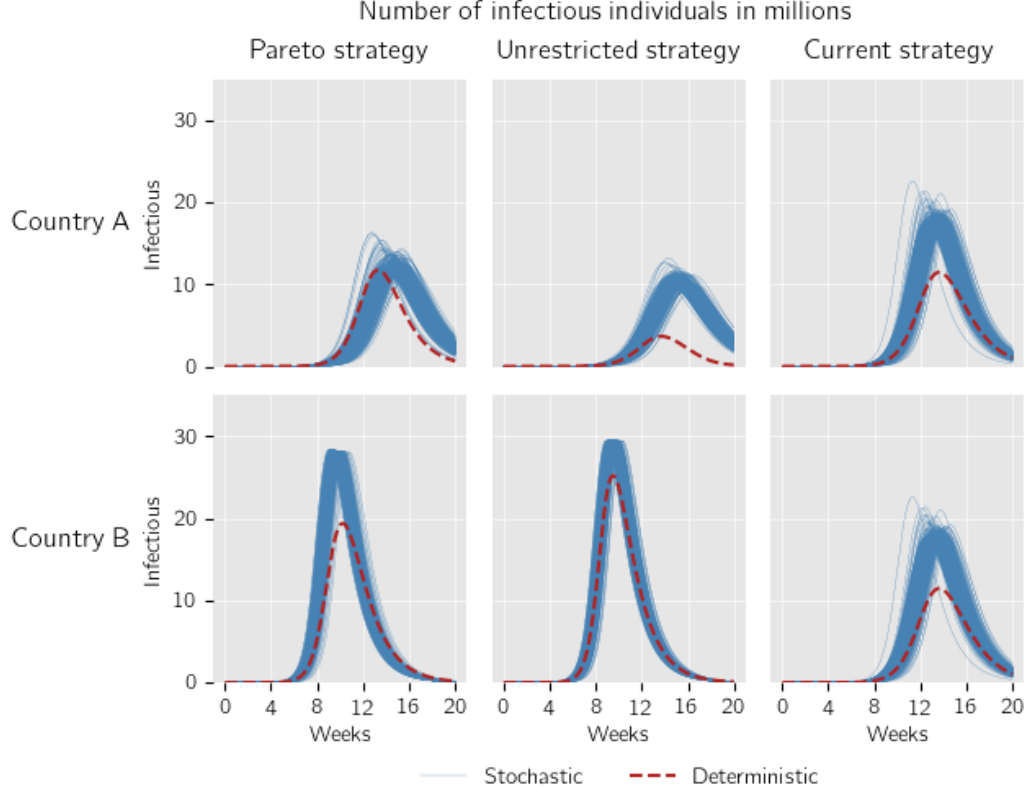 Number of infectious individuals in millions
Pareto strategy
Unrestricted strategy
Current strategy
Country A
Infectious
30
20
10
0
Country B
Infectious
30
20
10
0
0 4 8 12 16 20
0 4 8 12 16 20
0 4 8 12 16 20
Weeks
Weeks
Weeks
Stochastic
Deterministic